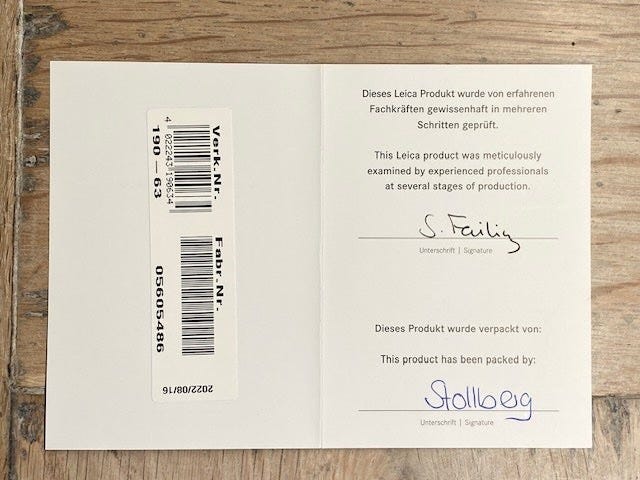 Verk.Nr.
4 022243 190634
190 – 63
Fabr.Nr.
05605486
2022/08/16
Dieses Leica Produkt wurde von erfahrenen
Fachkräften gewissenhaft in mehreren
Schritten geprüft.
This Leica product was meticulously
examined by experienced professionals
at several stages of production.
Unterschrift | Signature
Dieses Produkt wurde verpackt von:
This product has been packed by:
Stollberg
Unterschrift | Signature